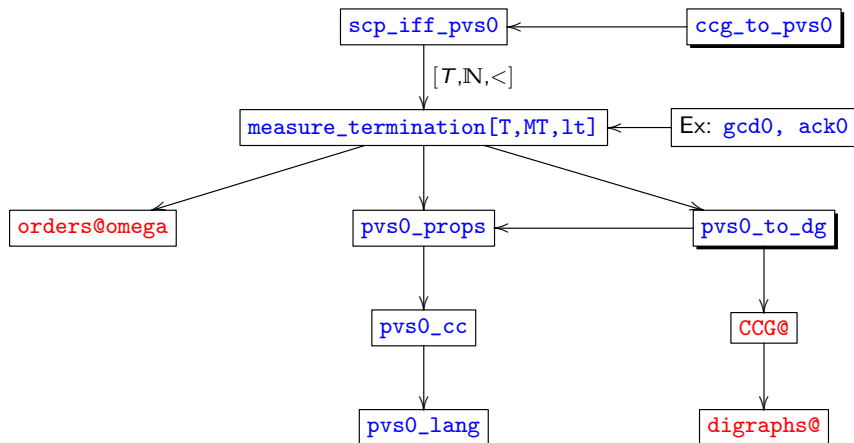 scp_iff_pvs0
ccg_to_pvs0
[T,ℕ,<]
measure_termination[T,MT,lt]
Ex: gcd0, ack0
orders@omega
pvs0_props
pvs0_to_dg
pvs0_cc
CCG@
pvs0_lang
digraphs@